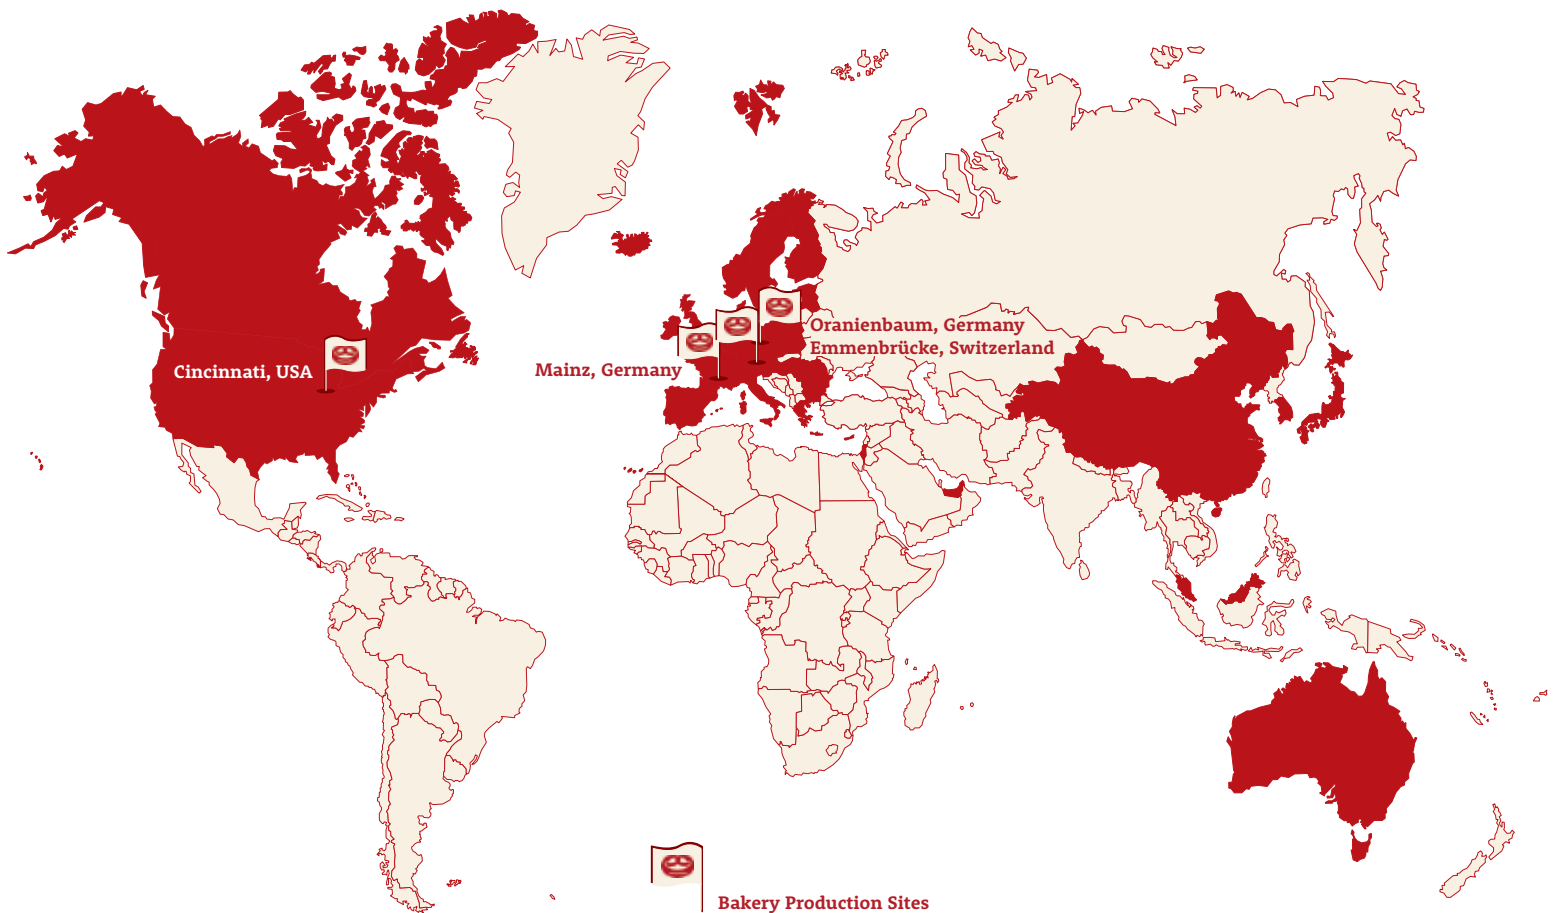 Oranienbaum, Germany
Emmenbrücke, Switzerland
Cincinnati, USA
Mainz, Germany
Bakery Production Sites